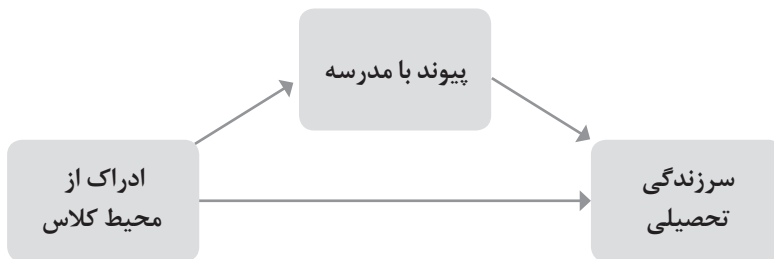 پیوند با مدرسه
ادراک از
محیط کلاس
سرزندگی
تحصیلی